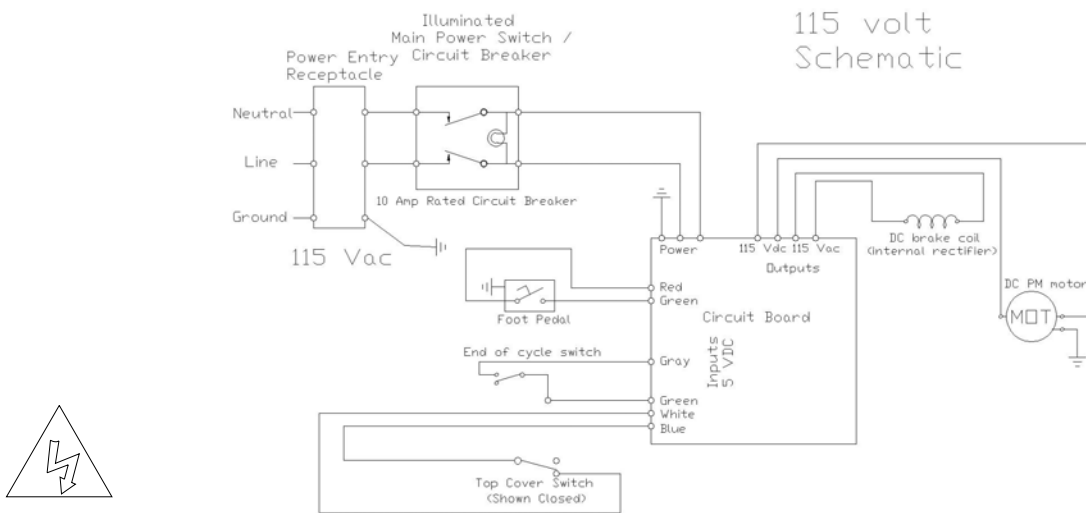 115 volt
Schematic
Illuminated
Main Power Switch /
Circuit Breaker
Power Entry
Receptacle
Neutral
Line
Ground
10 Amp Rated Circuit Breaker
115 Vac
Power
115 Vdc
115 Vac
Outputs
DC brake coil
(internal rectifier)
DC PM motor
MOT
Red
Green
Foot Pedal
Circuit Board
Inputs
5 VDC
End of cycle switch
Gray
Green
White
Blue
Top Cover Switch
(Shown Closed)